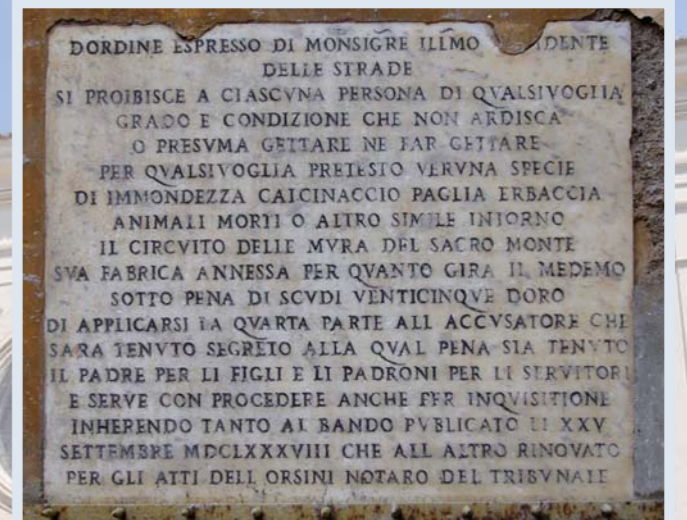 DORDINE ESPRESSO DI MONSIGRE ILLMO
DELLE STRADE
SI PROIBISCE A CIASCVNA PERSONA DI QVALSIVOGLIA
GRADO E CONDIZIONE CHE NON ARDISCA
O PRESVMA GETTARE NE FAR GETTARE
PER QVALSIVOGLIA PRETESTO VERVNA SPECIE
DI IMMONDEZZA CALCINACCIO PAGLIA ERBACCIA
ANIMALI MORTI O ALTRO SIMILE INTORNO
IL CIRCVITO DELLE MVRA DEL SACRO MONTE
SVA FABRICA ANNESSA PER QVANTO GIRA IL MEDEMO
SOTTO PENA DI SCVDI VENTICINQVE DORO
DI APPLICARSI LA QVARTA PARTE ALL ACCVSATORE CHE
SARA TENVTO SEGRETO ALLA QVAL PENA SIA TENVTO
IL PADRE PER LI FIGLI E LI PADRONI PER LI SERVITORI
E SERVE CON PROCEDERE ANCHE PER INQVISITIONE
INHERENDO TANTO AL BANDO PVBLICATO LI XXV
SETTEMBRE MDCLXXXVIII CHE ALL ALTRO RINOVATO
PER GLI ATTI DELL ORSINI NOTARO DEL TRIBVNALE